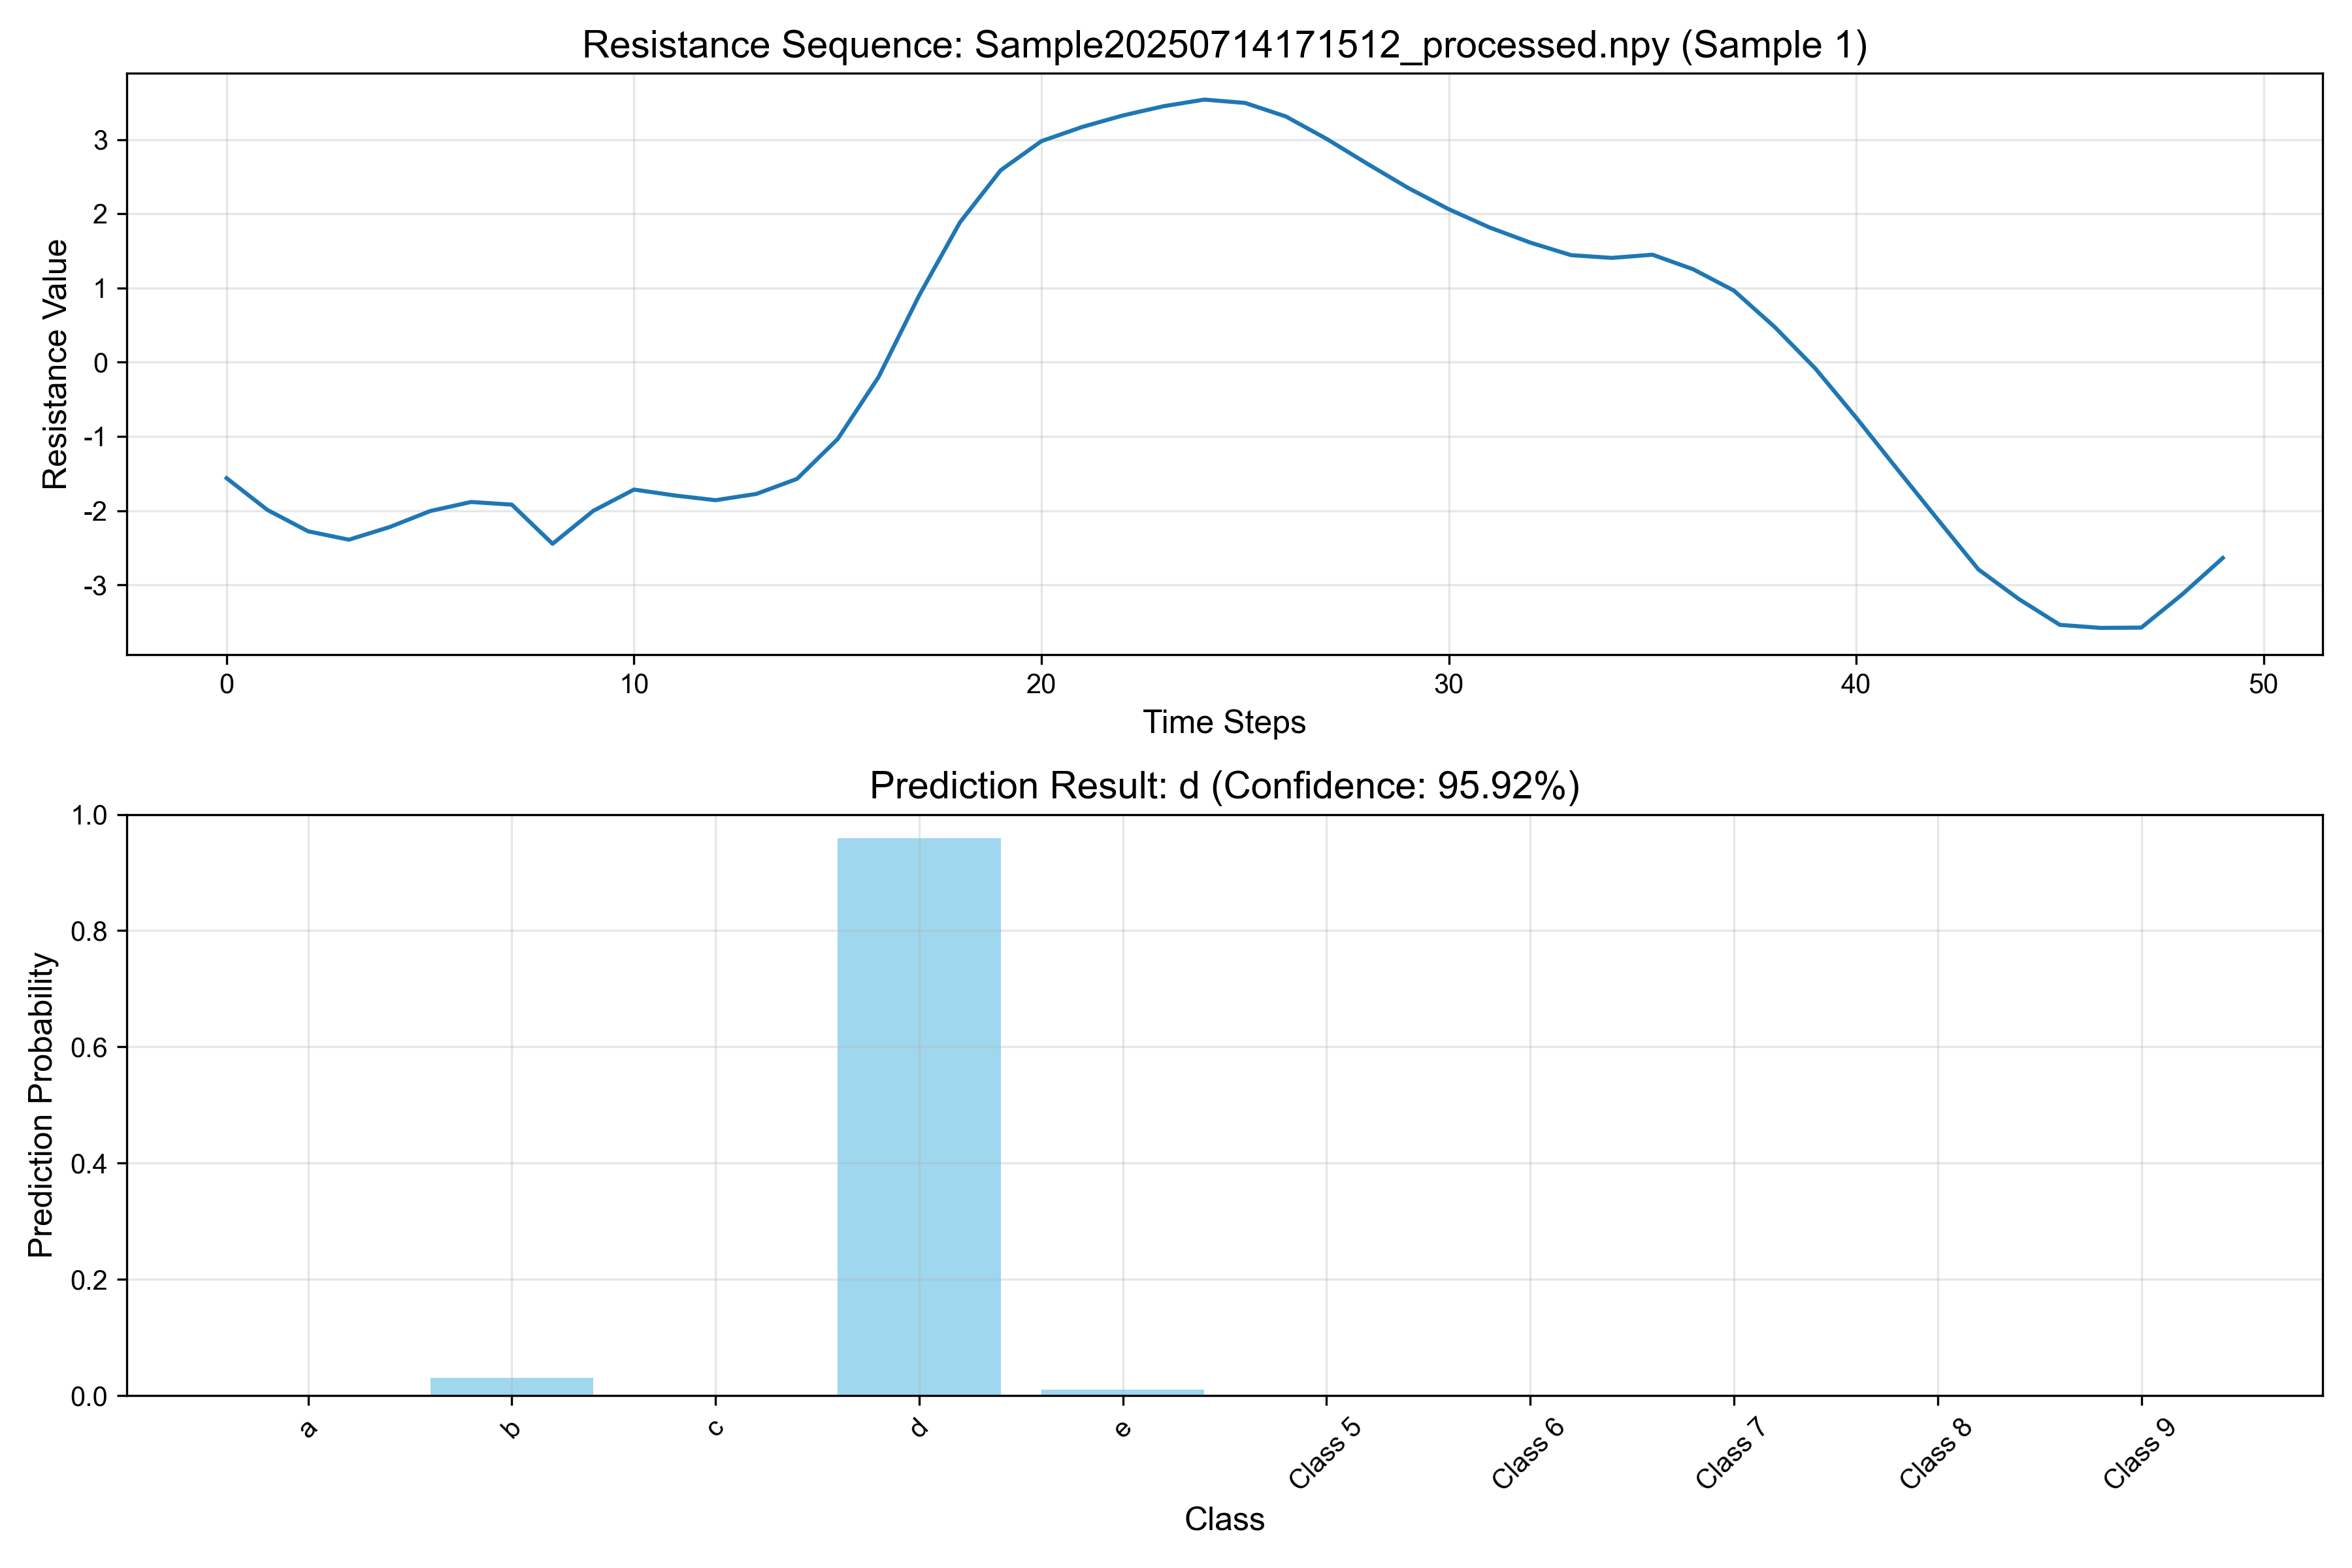 Resistance Sequence: Sample20250714171512_processed.npy (Sample 1)
Resistance Value
3
2
1
0
-1
-2
-3
0 10 20 30 40 50
Time Steps
Prediction Result: d (Confidence: 95.92%)
Prediction Probability
1.0
0.8
0.6
0.4
0.2
0.0
a b c d e Class 5 Class 6 Class 7 Class 8 Class 9
Class